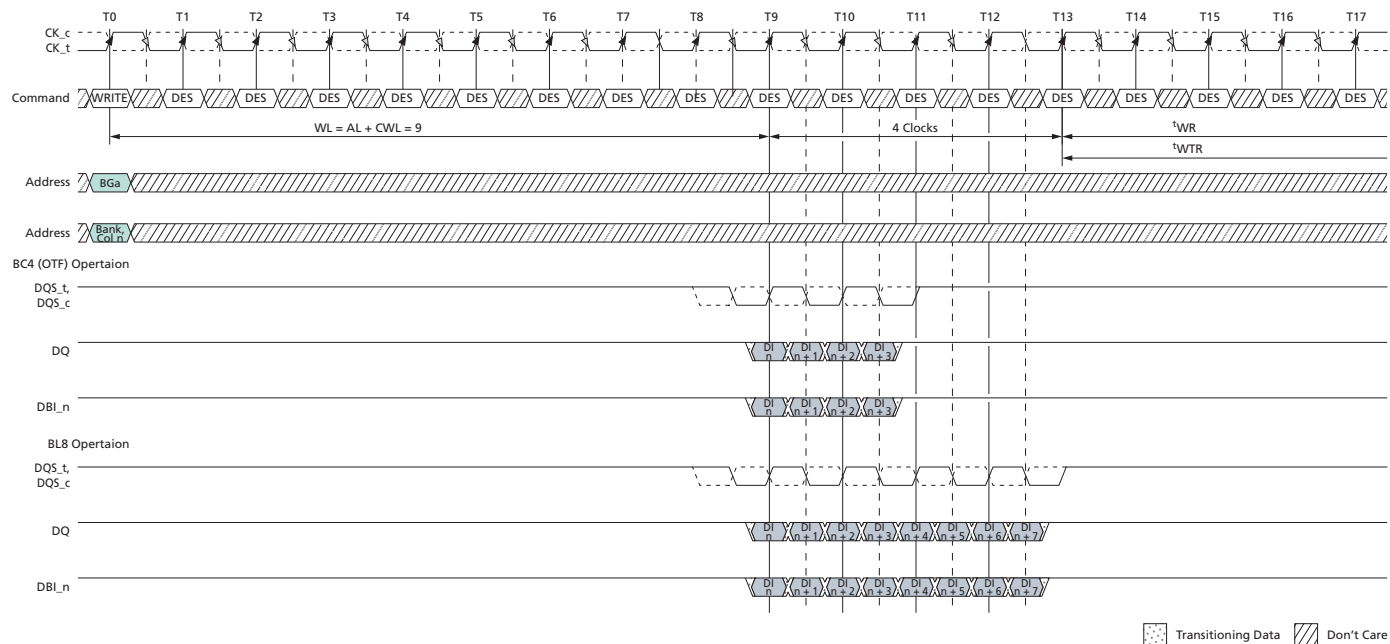 T0 T1 T2 T3 T4 T5 T6 T7 T8 T9 T10 T11 T12 T13 T14 T15 T16 T17
CK_c
CK_t
Command WRITE DES DES DES DES DES DES DES DES DES DES DES DES DES DES DES DES DES
WL = AL + CWL = 9 4 Clocks tWR
tWTR
Address BGa
Address Bank, Col n
BC4 (OTF) Opertaion
DQS_t,
DQS_c
DQ DI n DI n + 1 DI n + 2 DI n + 3
DBI_n DI n DI n + 1 DI n + 2 DI n + 3
BL8 Opertaion
DQS_t,
DQS_c
DQ DI n DI n + 1 DI n + 2 DI n + 3 DI n + 4 DI n + 5 DI n + 6 DI n + 7
DBI_n DI n DI n + 1 DI n + 2 DI n + 3 DI n + 4 DI n + 5 DI n + 6 DI n + 7
Transitioning Data Don't Care